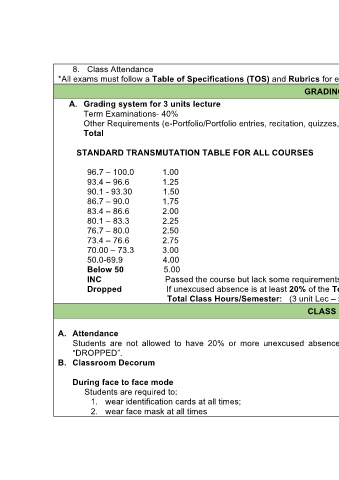 8. Class Attendance
*All exams must follow a Table of Specifications (TOS) and Rubrics for e
GRADIN
A. Grading system for 3 units lecture
Term Examinations- 40%
Other Requirements (e-Portfolio/Portfolio entries, recitation, quizzes,
Total
STANDARD TRANSMUTATION TABLE FOR ALL COURSES
96.7 – 100.0 1.00
93.4 – 96.6 1.25
90.1 - 93.30 1.50
86.7 – 90.0 1.75
83.4 – 86.6 2.00
80.1 – 83.3 2.25
76.7 – 80.0 2.50
73.4 – 76.6 2.75
70.00 – 73.3 3.00
50.0-69.9 4.00
Below 50 5.00
INC Passed the course but lack some requirements
Dropped If unexcused absence is at least 20% of the To
Total Class Hours/Semester: (3 unit Lec –
CLASS
A. Attendance
Students are not allowed to have 20% or more unexcused absence
“DROPPED”.
B. Classroom Decorum
During face to face mode
Students are required to:
1. wear identification cards at all times;
2. wear face mask at all times